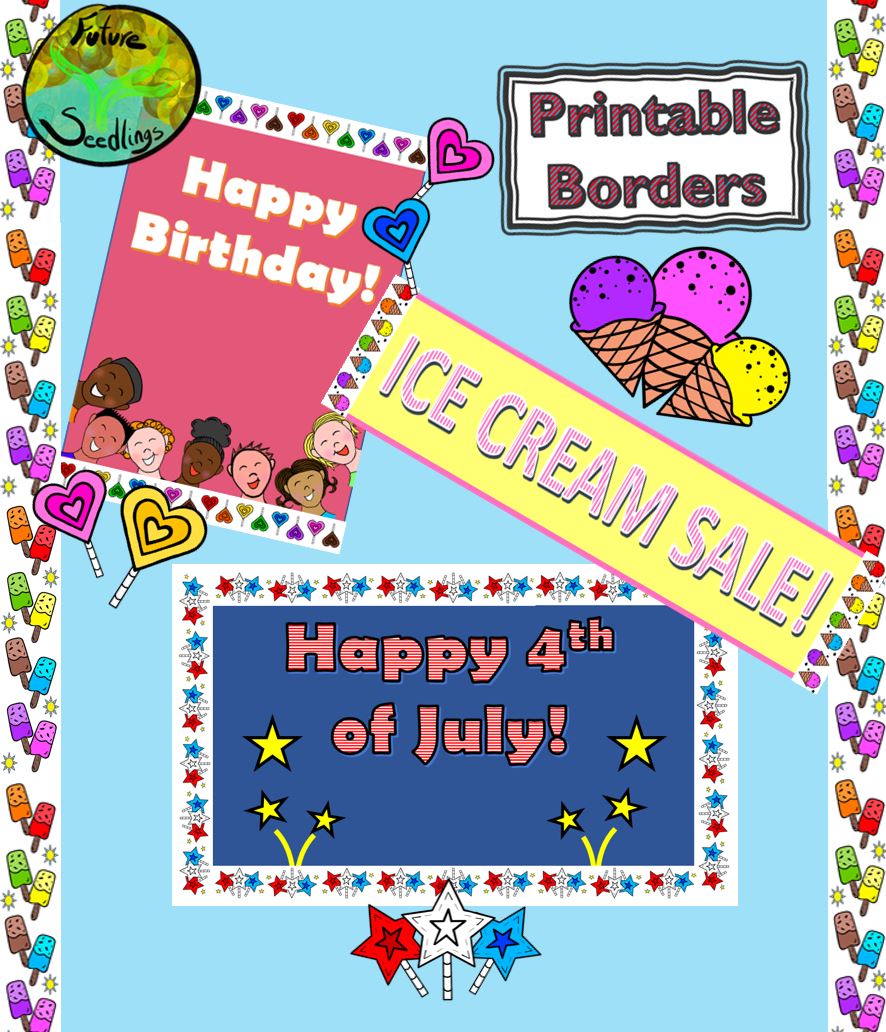 Future
Seedlings
Printable
Borders
Happy
Birthday!
ICE CREAM SALE!
Happy 4th
of July!